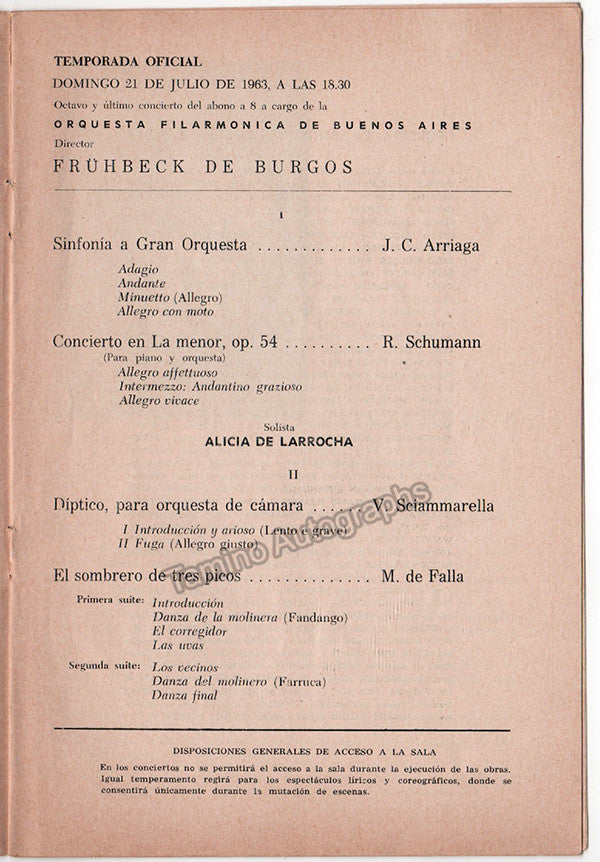 TEMPORADA OFICIAL
DOMINGO 21 DE JULIO DE 1963, A LAS 18.30
Octavo y último concierto del abono a 8 a cargo de la
ORQUESTA FILARMONICA DE BUENOS AIRES
Director
FRÜHBECK DE BURGOS
I
Sinfonía a Gran Orquesta ............. J. C. Arriaga
Adagio
Andante
Minuetto (Allegro)
Allegro con moto
Concierto en La menor, op. 54 .......... R. Schumann
(Para piano y orquesta)
Allegro affettuoso
Intermezzo: Andantino grazioso
Allegro vivace
Solista
ALICIA DE LARROCHA
II
Díptico, para orquesta de cámara ...... V. Sciammarella
I Introducción y arioso (Lento e grave)
II Fuga (Allegro giusto)
El sombrero de tres picos .............. M. de Falla
Primera suite: Introducción
Danza de la molinera (Fandango)
El corregidor
Las uvas
Segunda suite: Los vecinos
Danza del molinero (Farruca)
Danza final
DISPOSICIONES GENERALES DE ACCESO A LA SALA
En los conciertos no se permitirá el acceso a la sala durante la ejecución de las obras.
Igual temperamento regirá para los espectáculos líricos y coreográficos, donde se
consentirá únicamente durante la mutación de escenas.
Tamino Autographs